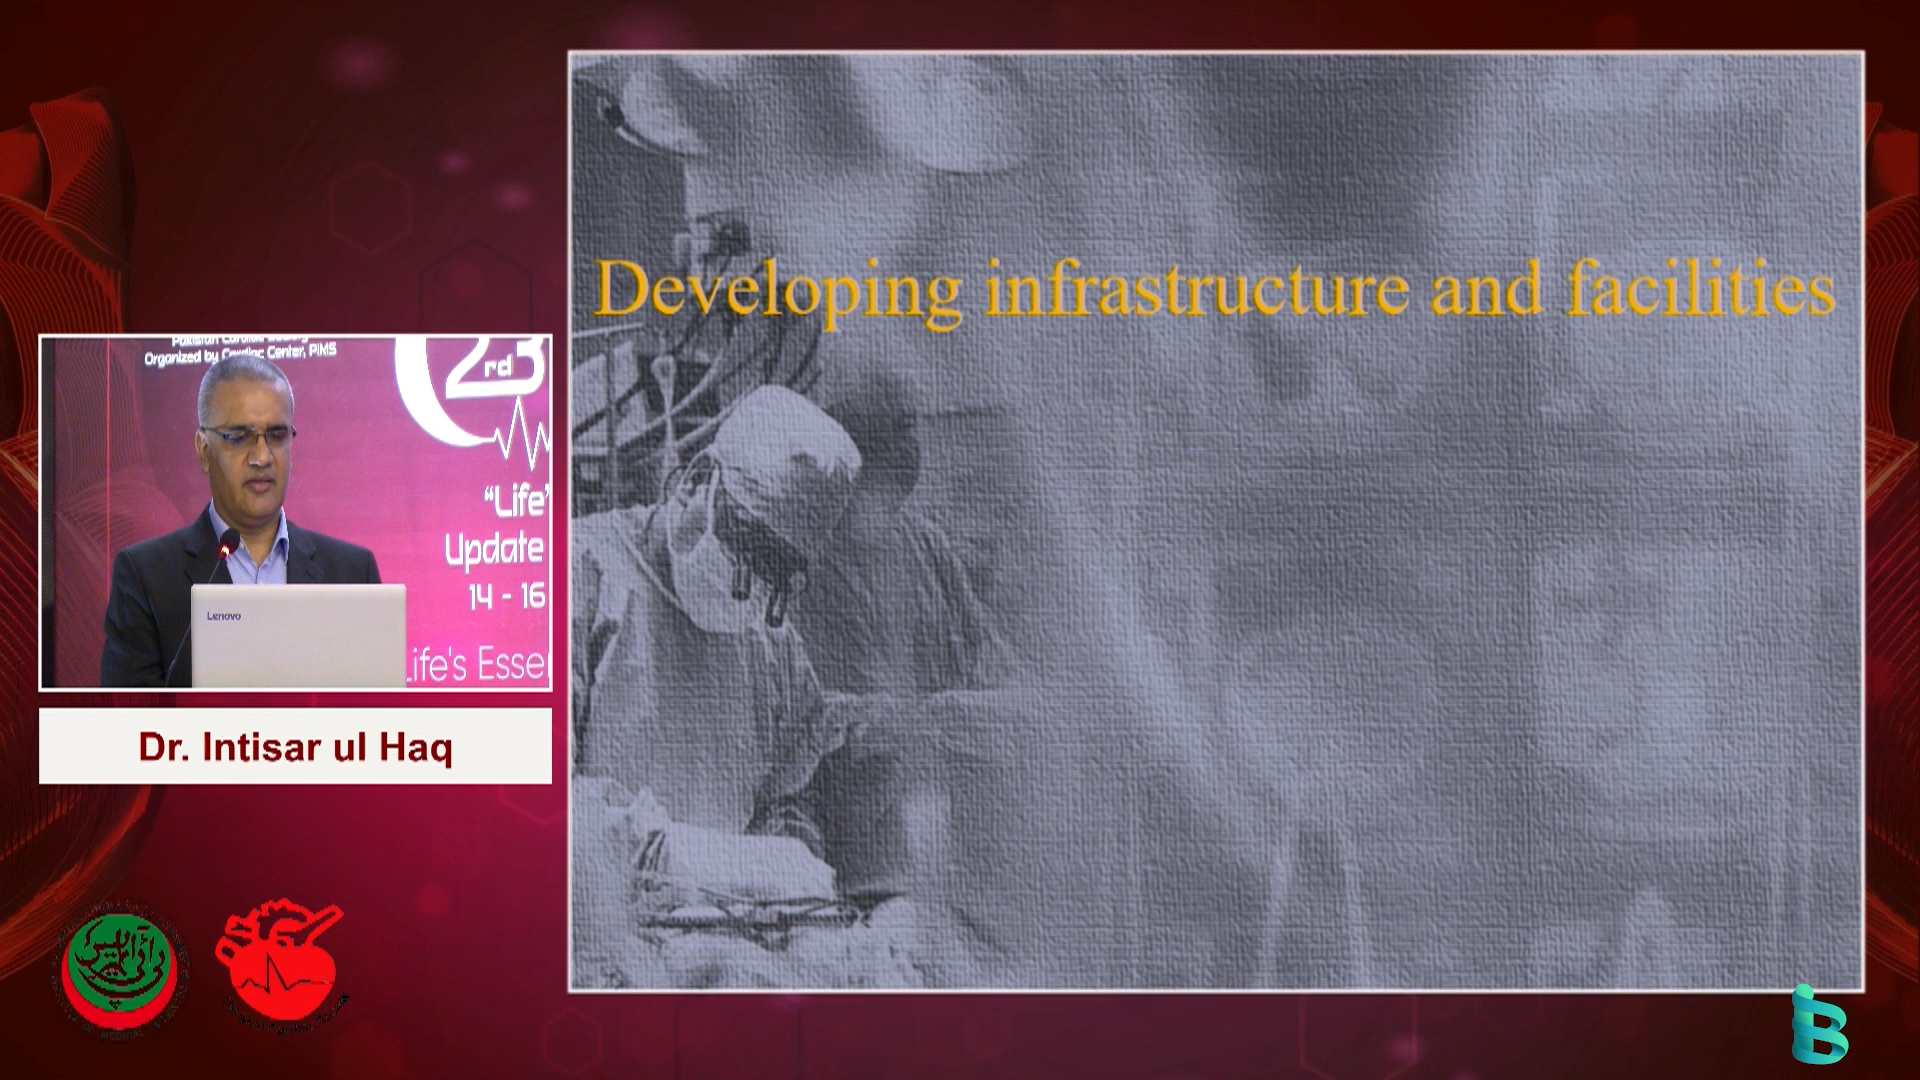 Developing infrastructure and facilities
Organized by Cardiac Center, PIMS
23
rd
“Life’
Update
14 - 16
Life's Esse
Lenovo
Dr. Intisar ul Haq